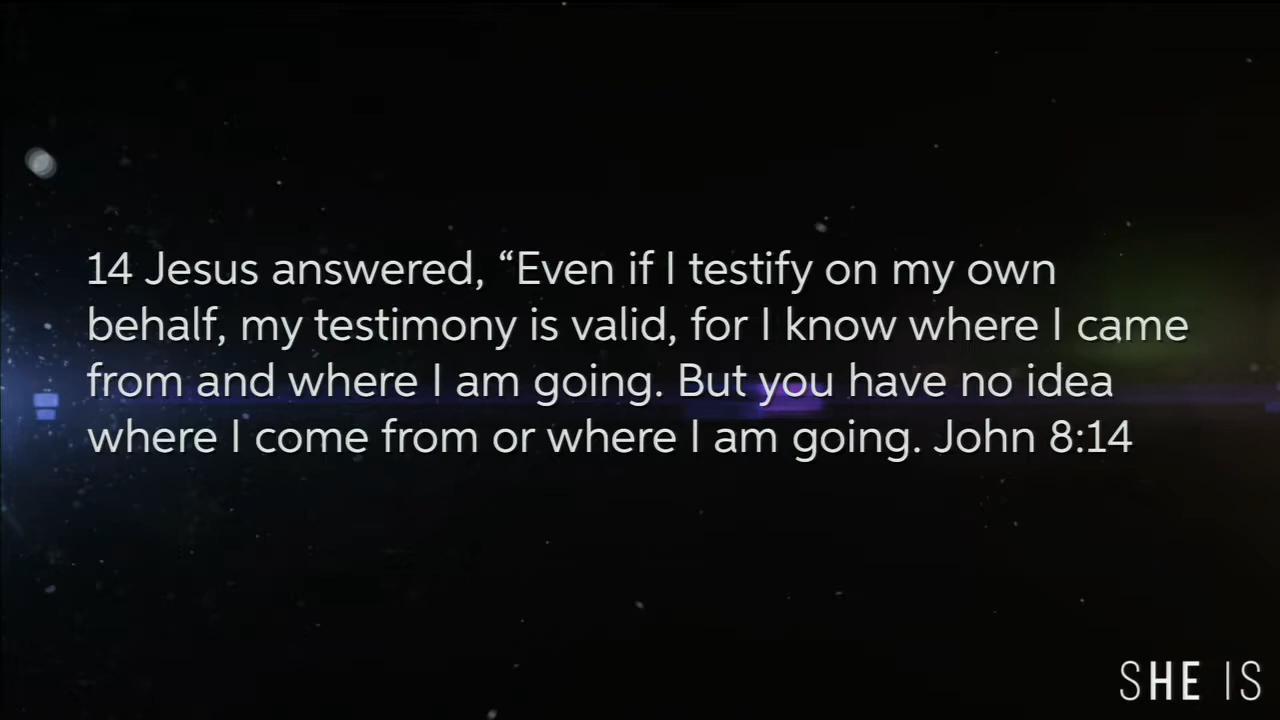 14 Jesus answered, “Even if I testify on my own
behalf, my testimony is valid, for I know where I came
from and where I am going. But you have no idea
where I come from or where I am going. John 8:14
SHE IS